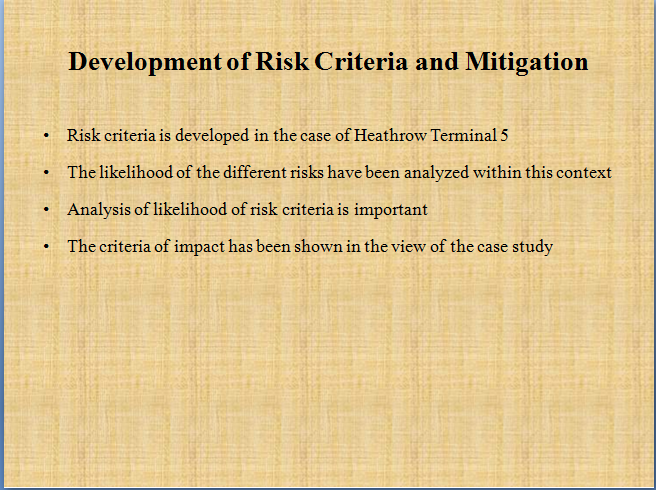 Development of Risk Criteria and Mitigation
• Risk criteria is developed in the case of Heathrow Terminal 5
• The likelihood of the different risks have been analyzed within this context
• Analysis of likelihood of risk criteria is important
• The criteria of impact has been shown in the view of the case study